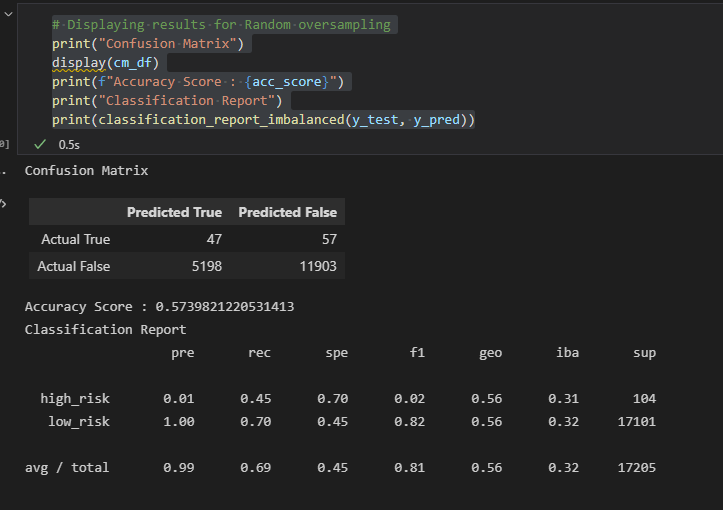 # Displaying results for Random oversampling
print("Confusion Matrix")
display(cm_df)
print(f"Accuracy Score : {acc_score}")
print("Classification Report")
print(classification_report_imbalanced(y_test, y_pred))
0.5s
Confusion Matrix
Predicted True Predicted False
Actual True 47 57
Actual False 5198 11903
Accuracy Score : 0.5739821220531413
Classification Report
pre rec spe f1 geo iba sup
high_risk 0.01 0.45 0.70 0.02 0.56 0.31 104
low_risk 1.00 0.70 0.45 0.82 0.56 0.32 17101
avg / total 0.99 0.69 0.45 0.81 0.56 0.32 17205